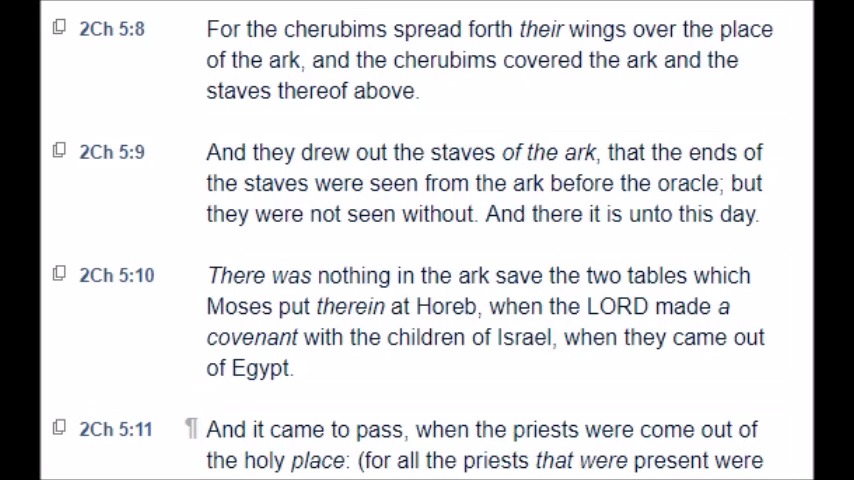 2Ch 5:8 For the cherubims spread forth their wings over the place
of the ark, and the cherubims covered the ark and the
staves thereof above.
2Ch 5:9 And they drew out the staves of the ark, that the ends of
the staves were seen from the ark before the oracle; but
they were not seen without. And there it is unto this day.
2Ch 5:10 There was nothing in the ark save the two tables which
Moses put therein at Horeb, when the LORD made a
covenant with the children of Israel, when they came out
of Egypt.
2Ch 5:11 ¶ And it came to pass, when the priests were come out of
the holy place: (for all the priests that were present were